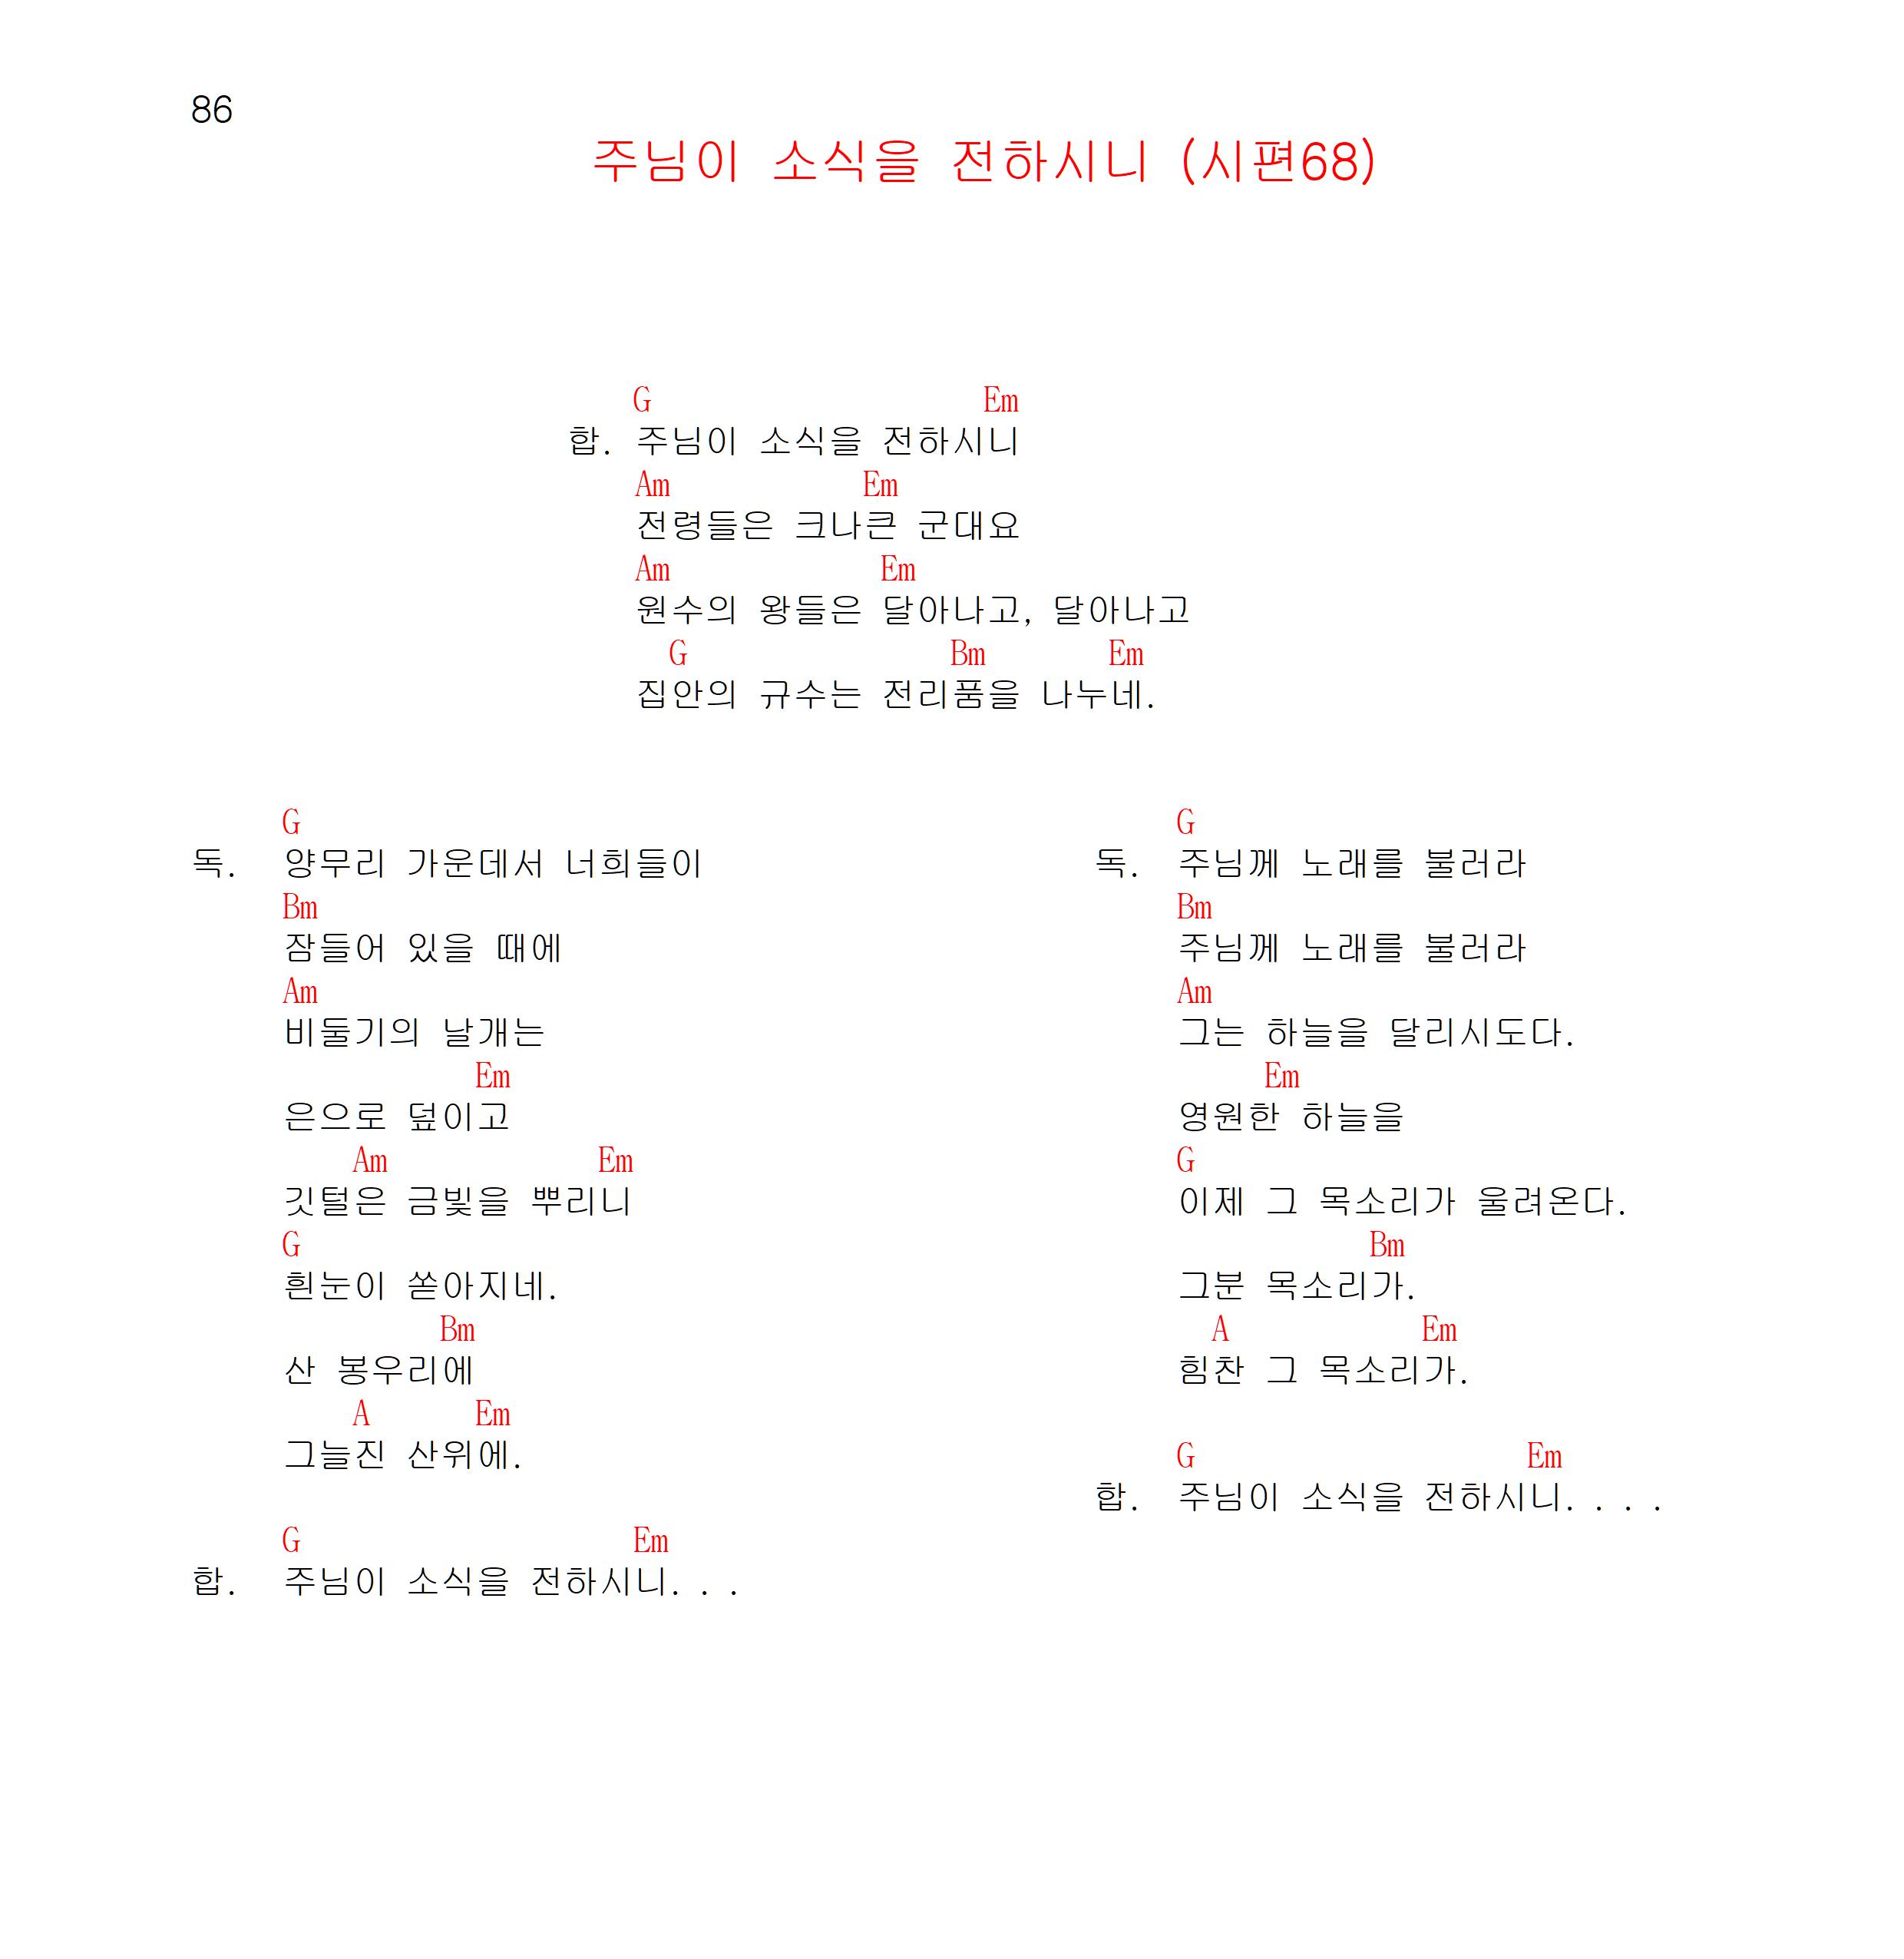 86
주님이 소식을 전하시니 (시편68)
G Em
합. 주님이 소식을 전하시니
Am Em
전령들은 크나큰 군대요
Am Em
원수의 왕들은 달아나고, 달아나고
G Bm Em
집안의 규수는 전리품을 나누네.
G
독. 양무리 가운데서 너희들이
Bm
잠들어 있을 때에
Am
비둘기의 날개는
Em
은으로 덮이고
Am Em
깃털은 금빛을 뿌리니
G
흰눈이 쏟아지네.
Bm
산 봉우리에
A Em
그늘진 산위에.
G Em
합. 주님이 소식을 전하시니. . .
G
독. 주님께 노래를 불러라
Bm
주님께 노래를 불러라
Am
그는 하늘을 달리시도다.
Em
영원한 하늘을
G
이제 그 목소리가 울려온다.
Bm
그분 목소리가.
A Em
힘찬 그 목소리가.
G Em
합. 주님이 소식을 전하시니. . . .